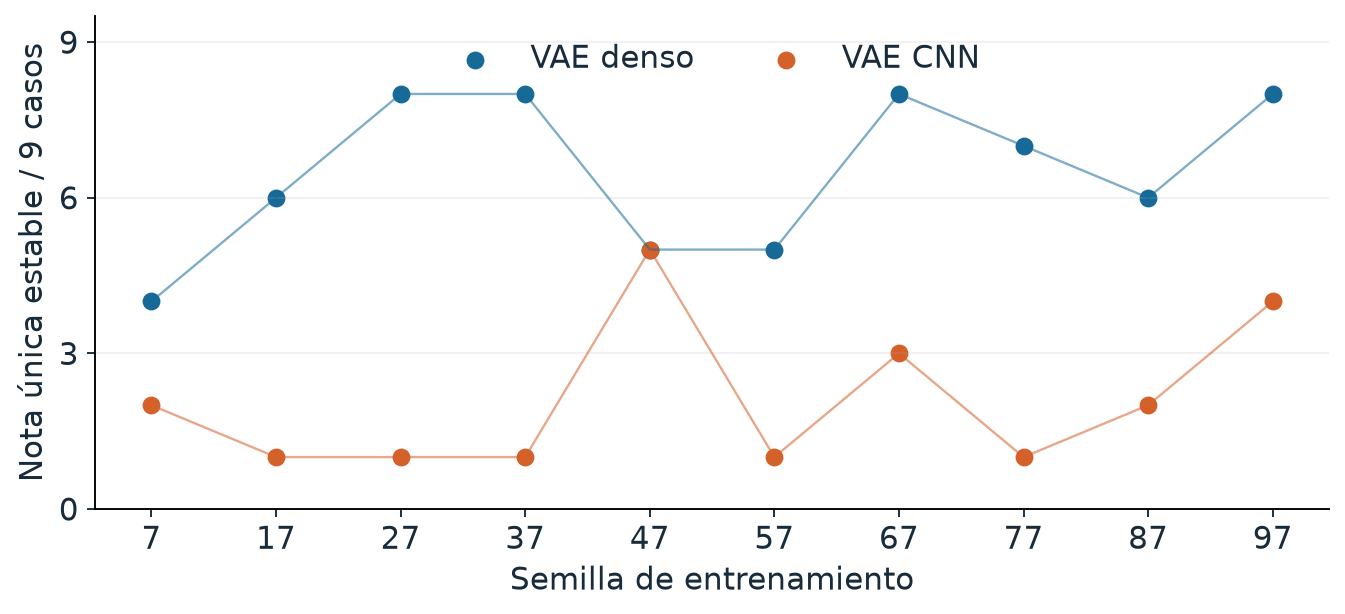 VAE denso
VAE CNN
Nota única estable / 9 casos
9
6
3
0
7 17 27 37 47 57 67 77 87 97
Semilla de entrenamiento